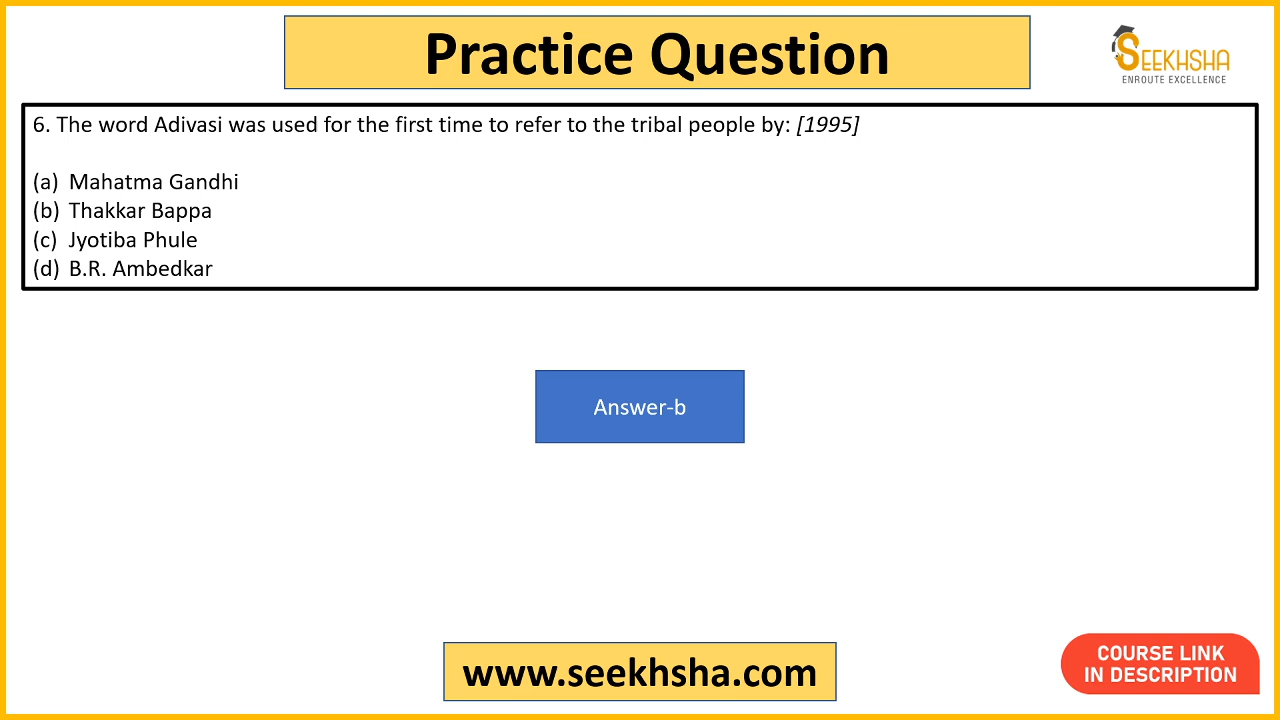 Practice Question
SEEKHSHA
ENROUTE EXCELLENCE
6. The word Adivasi was used for the first time to refer to the tribal people by: [1995]
(a) Mahatma Gandhi
(b) Thakkar Bappa
(c) Jyotiba Phule
(d) B.R. Ambedkar
Answer-b
www.seekhsha.com
COURSE LINK
IN DESCRIPTION